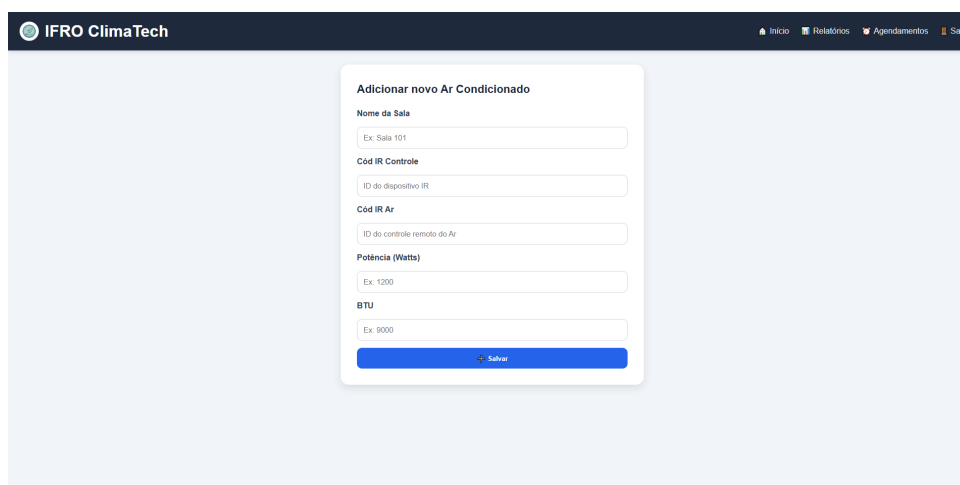 IFRO ClimaTech
Início Relatórios Agendamentos Sa
Adicionar novo Ar Condicionado
Nome da Sala
Ex: Sala 101
Cód IR Controle
ID do dispositivo IR
Cód IR Ar
ID do controle remoto do Ar
Potência (Watts)
Ex: 1200
BTU
Ex: 9000
Salvar